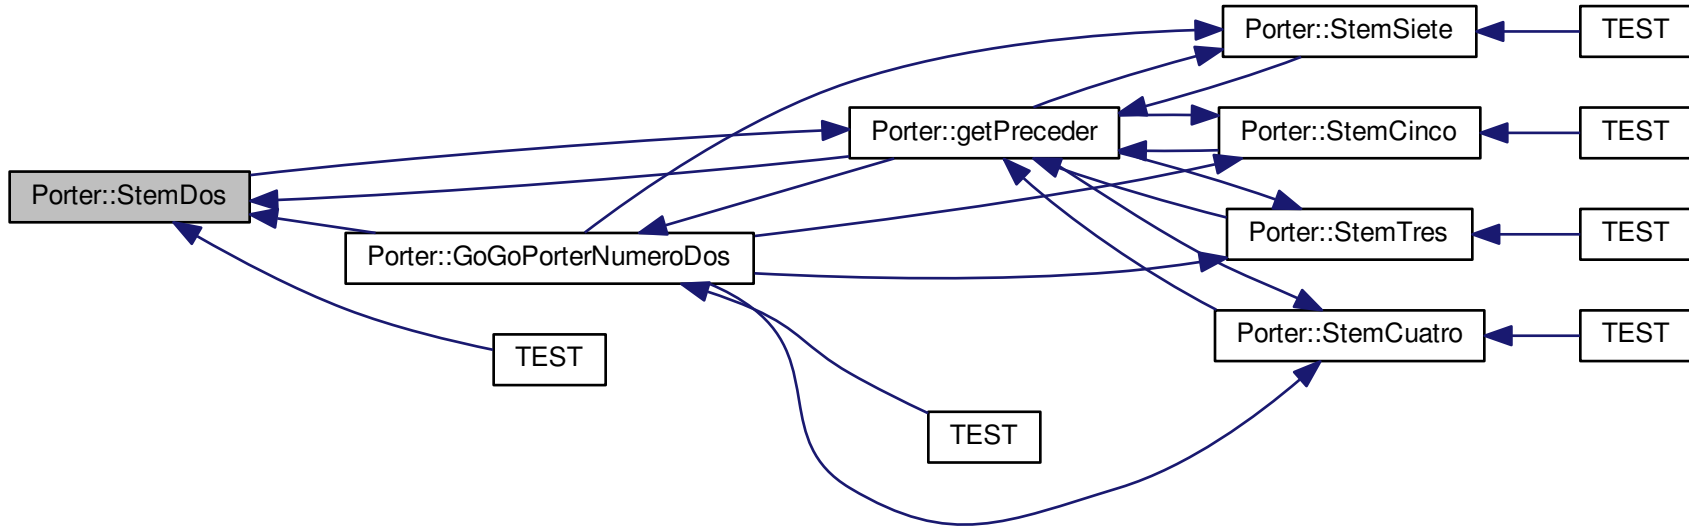 Porter::StemSiete
TEST
Porter::getPreceder
Porter::StemCinco
TEST
Porter::StemDos
Porter::GoGoPorterNumeroDos
Porter::StemTres
TEST
TEST
Porter::StemCuatro
TEST
TEST